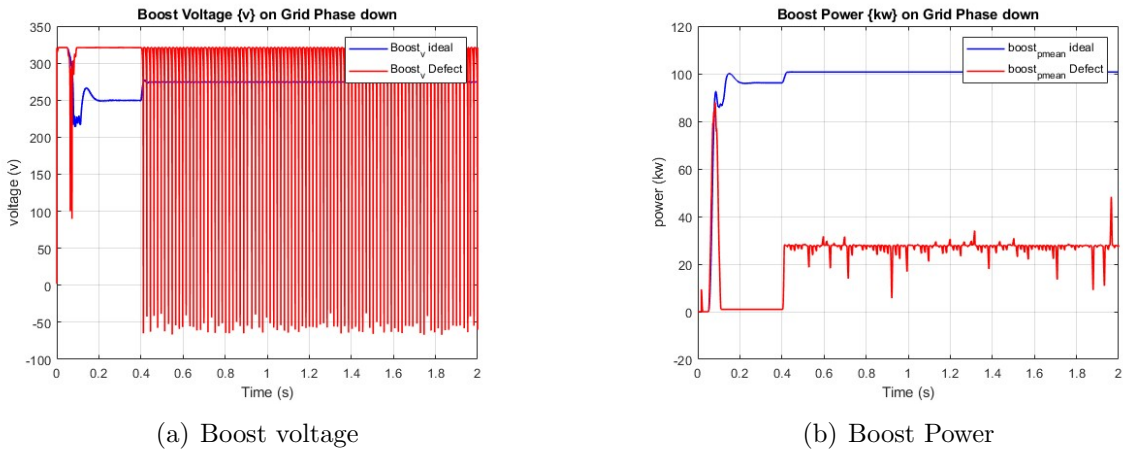 Boost Voltage {v} on Grid Phase down
350
300
250
200
150
100
50
0
-50
-100
voltage (v)
0 0.2 0.4 0.6 0.8 1 1.2 1.4 1.6 1.8 2
Time (s)
Boost_v ideal
Boost_v Defect
(a) Boost voltage
Boost Power {kw} on Grid Phase down
120
100
80
60
40
20
0
-20
power (kw)
0 0.2 0.4 0.6 0.8 1 1.2 1.4 1.6 1.8 2
Time (s)
boost_pmean ideal
boost_pmean Defect
(b) Boost Power